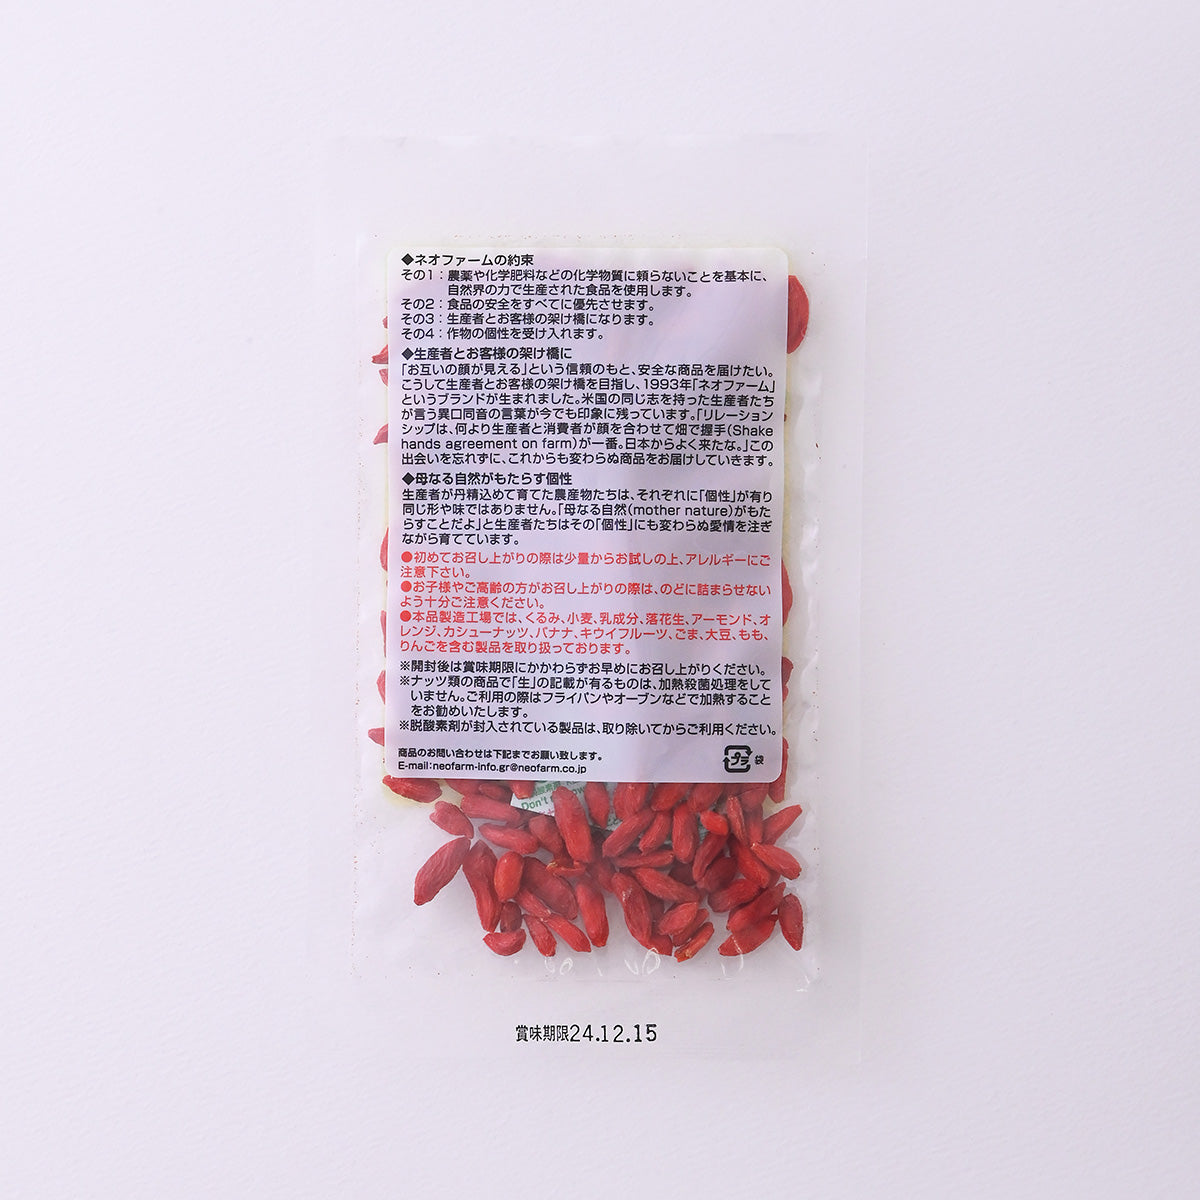 ◆ネオファームの約束
その1：農薬や化学肥料などの化学物質に頼らないことを基本に、
自然界の力で生産された食品を使用します。
その2：食品の安全をすべてに優先させます。
その3：生産者とお客様の架け橋になります。
その4：作物の個性を受け入れます。
◆生産者とお客様の架け橋に
「お互いの顔が見える」という信頼のもと、安全な商品を届けたい。
こうして生産者とお客様の架け橋を目指し、1993年「ネオファーム」
というブランドが生まれました。米国の同じ志を持った生産者たち
が言う異口同音の言葉が今でも印象に残っています。「リレーション
シップは、何より生産者と消費者が顔を合わせて畑で握手(Shake
hands agreement on farm)が一番。日本からよく来たな。」この
出会いを忘れずに、これからも変わらぬ商品をお届けしていきます。
◆母なる自然がもたらす個性
生産者が丹精込めて育てた農産物たちは、それぞれに「個性」が有り
同じ形や味ではありません。「母なる自然(mother nature)がもた
らすことだよ」と生産者たちはその「個性」にも変わらぬ愛情を注ぎ
ながら育てています。
●初めてお召し上がりの際は少量からお試しの上、アレルギーにご
注意下さい。
●お子様やご高齢の方がお召し上がりの際は、のどに詰まらせない
よう十分ご注意ください。
●本品製造工場では、くるみ、小麦、乳成分、落花生、アーモンド、オ
レンジ、カシューナッツ、バナナ、キウイフルーツ、ごま、大豆、もも、
りんごを含む製品を取り扱っております。
※開封後は賞味期限にかかわらずお早めにお召し上がりください。
※ナッツ類の商品で「生」の記載が有るものは、加熱殺菌処理をして
いません。ご利用の際はフライパンやオーブンなどで加熱すること
をお勧めいたします。
※脱酸素剤が封入されている製品は、取り除いてからご利用ください。
商品のお問い合わせは下記までお願い致します。
E-mail:neofarm-info.gr@neofarm.co.jp
プラ 袋
Don't
賞味期限24.12.15